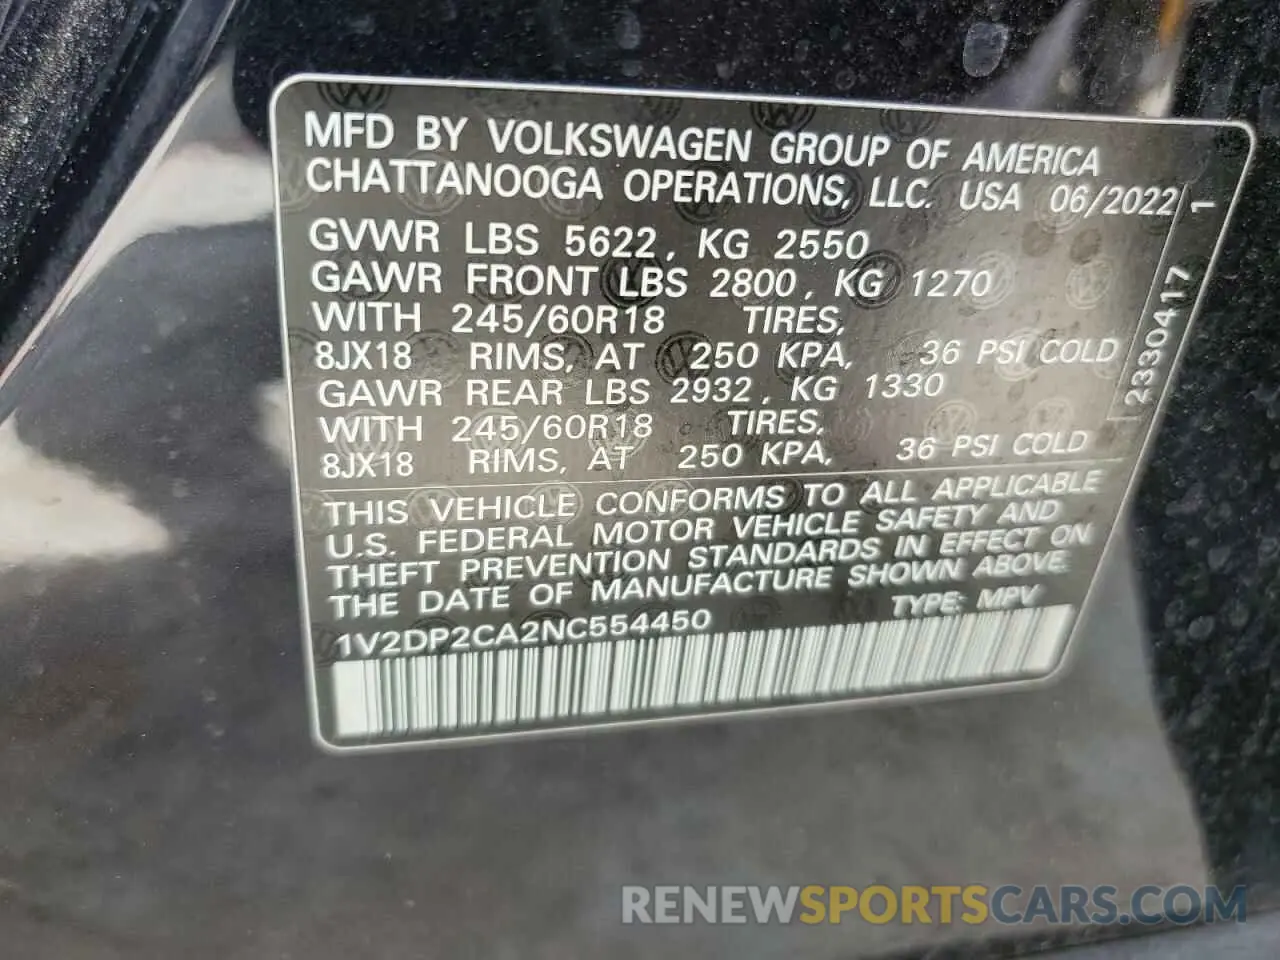 MFD BY VOLKSWAGEN GROUP OF AMERICA
CHATTANOOGA OPERATIONS, LLC. USA 06/2022
GVWR LBS 5622, KG 2550
GAWR FRONT LBS 2800, KG 1270
WITH 245/60R18 TIRES,
8JX18 RIMS, AT 250 KPA, 36 PSI COLD
GAWR REAR LBS 2932, KG 1330
WITH 245/60R18 TIRES,
8JX18 RIMS, AT 250 KPA, 36 PSI COLD
THIS VEHICLE CONFORMS TO ALL APPLICABLE
U.S. FEDERAL MOTOR VEHICLE SAFETY AND
THEFT PREVENTION STANDARDS IN EFFECT ON
THE DATE OF MANUFACTURE SHOWN ABOVE.
1V2DP2CA2NC554450 TYPE: MPV
2330417 1
RENEWSPORTSCARS.COM